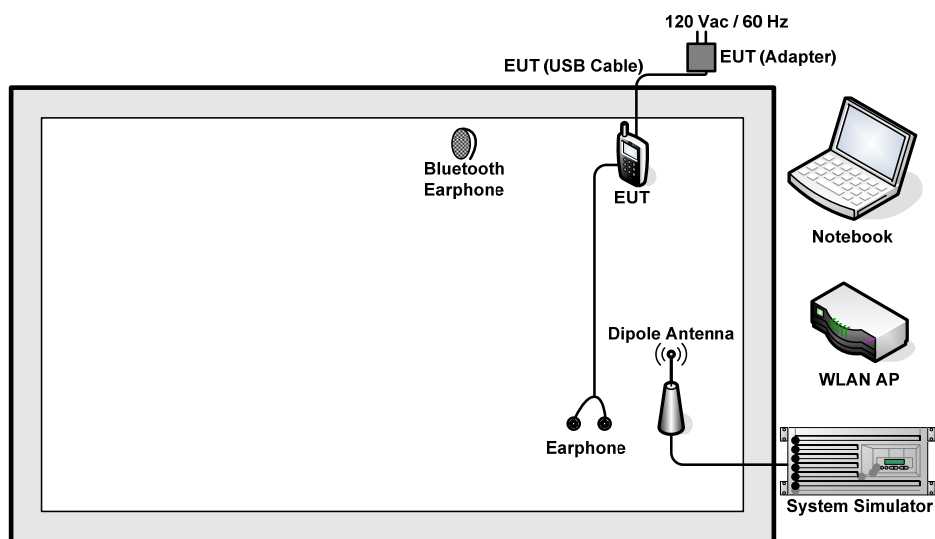 120 Vac / 60 Hz
EUT (USB Cable)
EUT (Adapter)
Bluetooth
Earphone
EUT
Notebook
Dipole Antenna
WLAN AP
Earphone
System Simulator